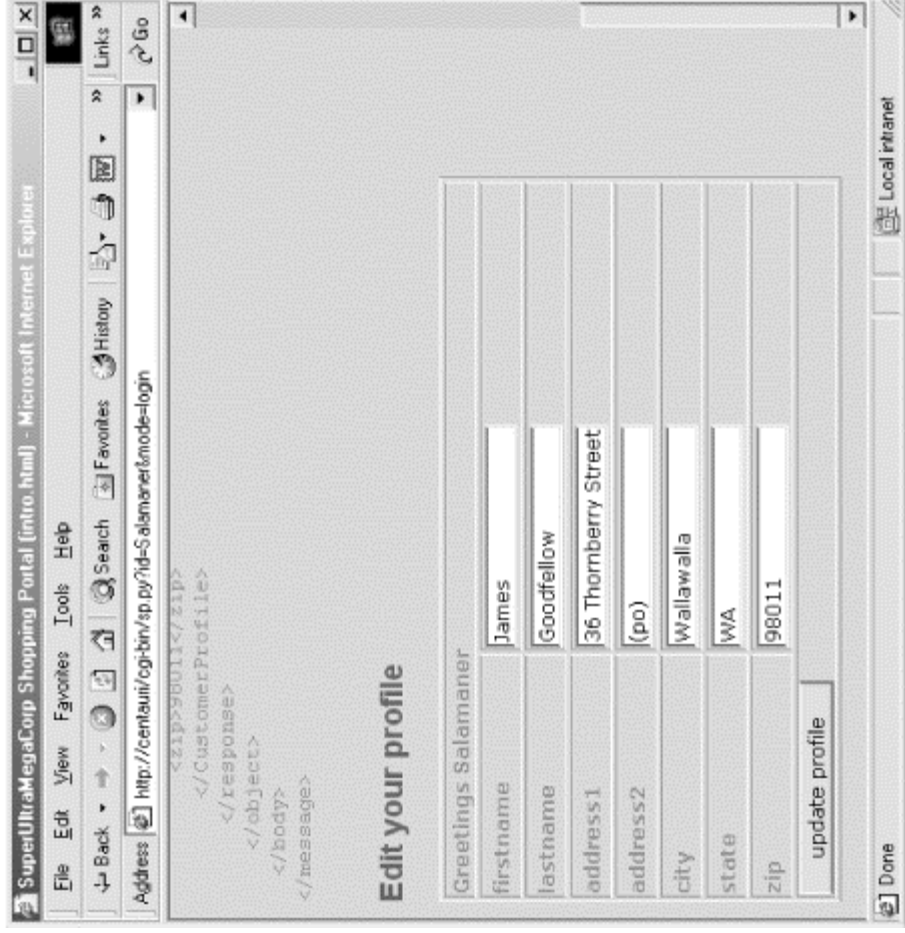 SuperUltraMegaCorp Shopping Portal (intro.html) - Microsoft Internet Explorer
File Edit View Favorites Tools Help
Back Search Favorites History Links »
Address http://centauri/cgi-bin/sp.py?id=Salamaner&mode=login Go
<zip>98011</zip>
</CustomerProfile>
</response>
</object>
</body>
</message>
Edit your profile
Greetings Salamaner
firstname James
lastname Goodfellow
address1 36 Thornberry Street
address2 (po)
city Wallawalla
state WA
zip 98011
update profile
Done Local intranet